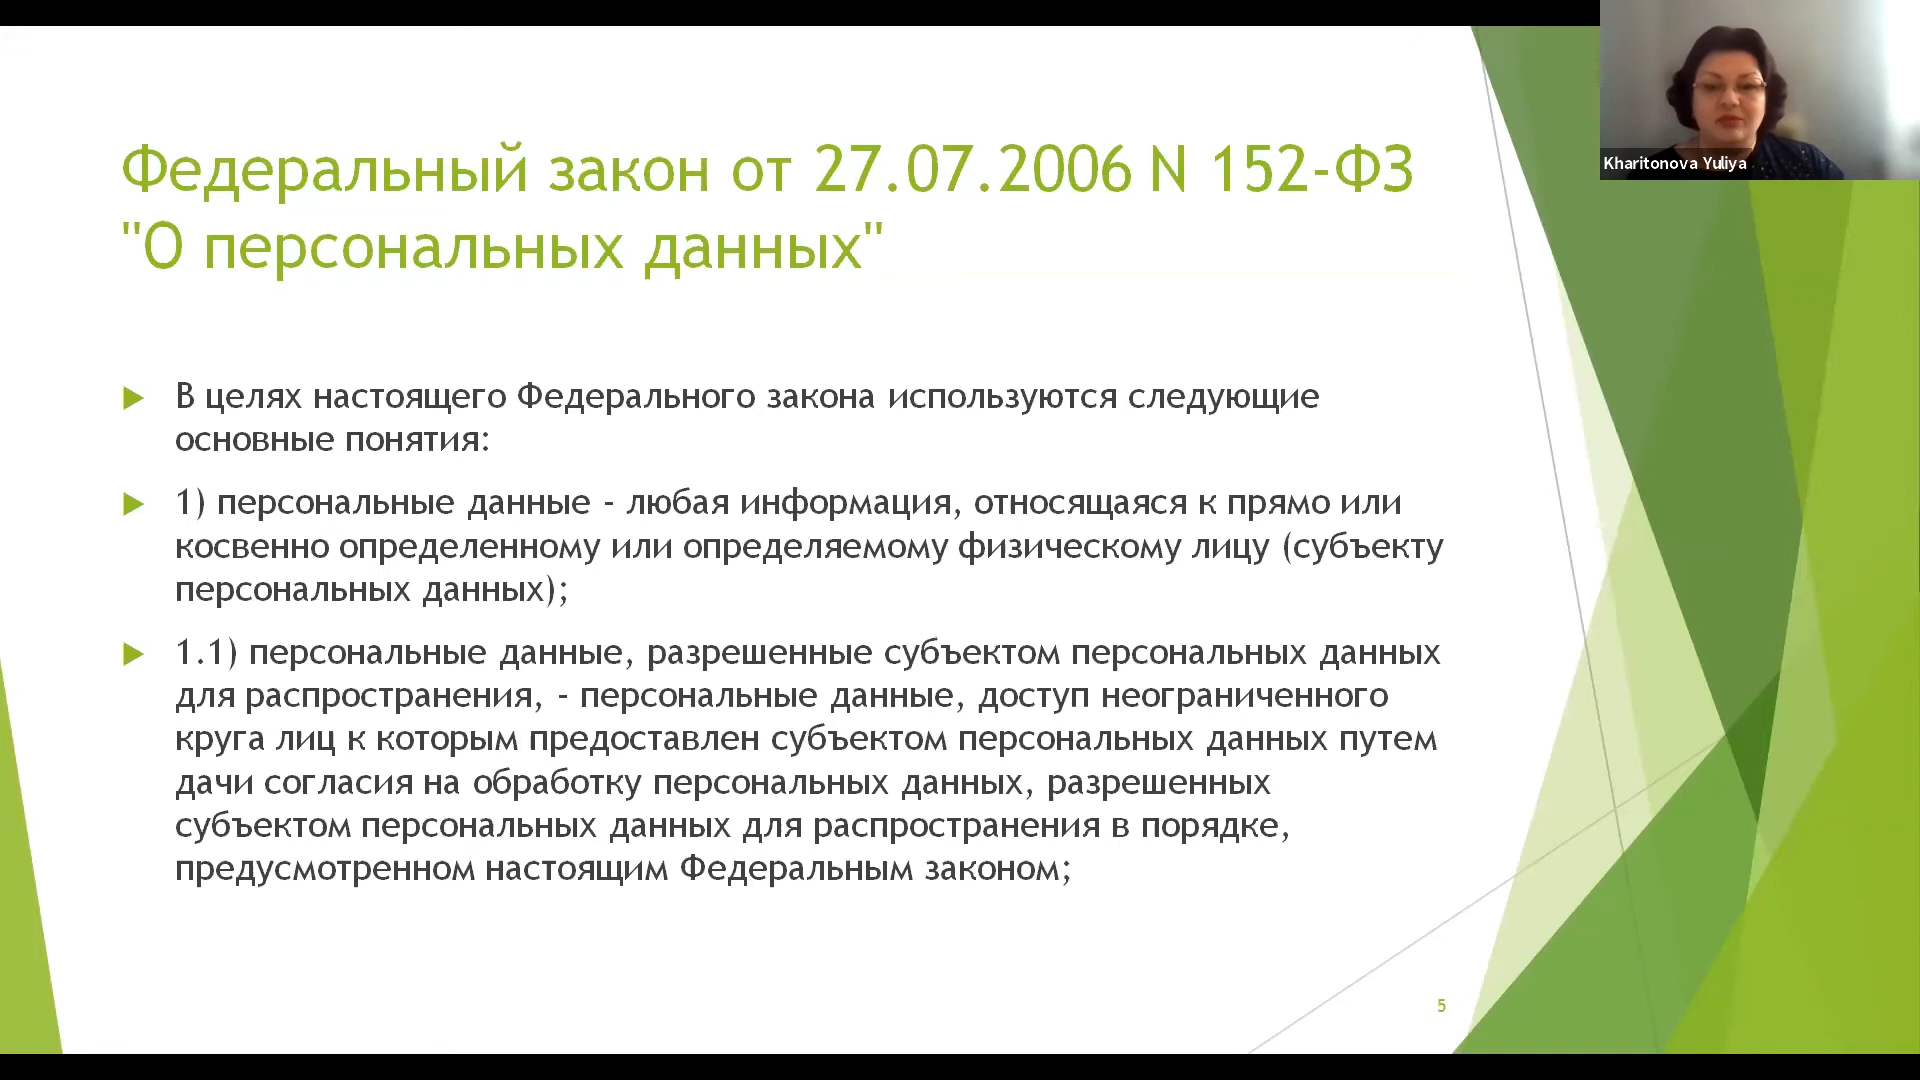 Федеральный закон от 27.07.2006 N 152-ФЗ
"О персональных данных"
Kharitonova Yuliya
В целях настоящего Федерального закона используются следующие
основные понятия:
1) персональные данные - любая информация, относящаяся к прямо или
косвенно определенному или определяемому физическому лицу (субъекту
персональных данных);
1.1) персональные данные, разрешенные субъектом персональных данных
для распространения, - персональные данные, доступ неограниченного
круга лиц к которым предоставлен субъектом персональных данных путем
дачи согласия на обработку персональных данных, разрешенных
субъектом персональных данных для распространения в порядке,
предусмотренном настоящим Федеральным законом;
5